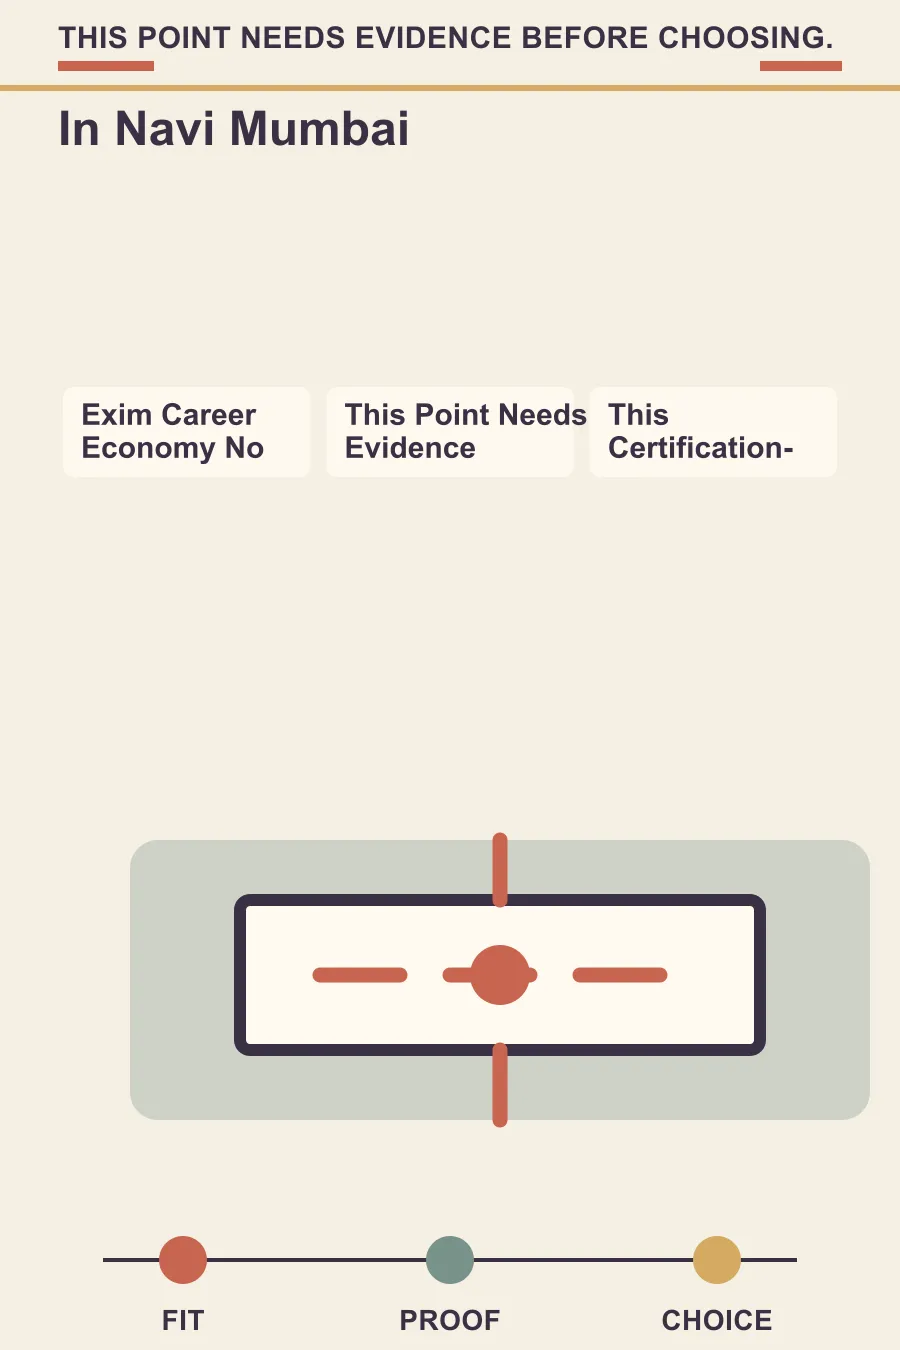 THIS POINT NEEDS EVIDENCE BEFORE CHOOSING.
In Navi Mumbai
Exim Career
Economy No
This Point Needs
Evidence
This
Certification-
FIT
PROOF
CHOICE